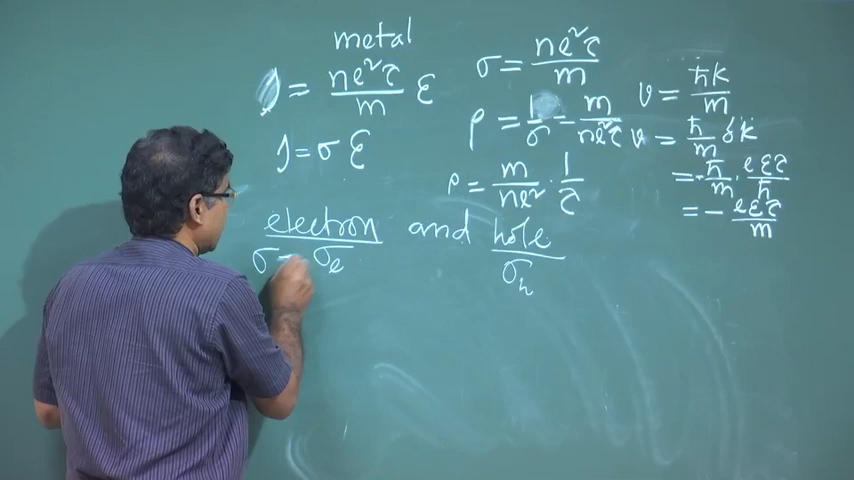 metal
J = ne²τ/m ε
J = σ ε
σ = ne²τ/m
ρ = 1/σ = m/ne²τ
ρ = m/ne² · 1/τ
v = ħk/m
v = ħ/m δk
= -ħ/m · eετ/ħ
= - eετ/m
electron and hole
σ = σe σh